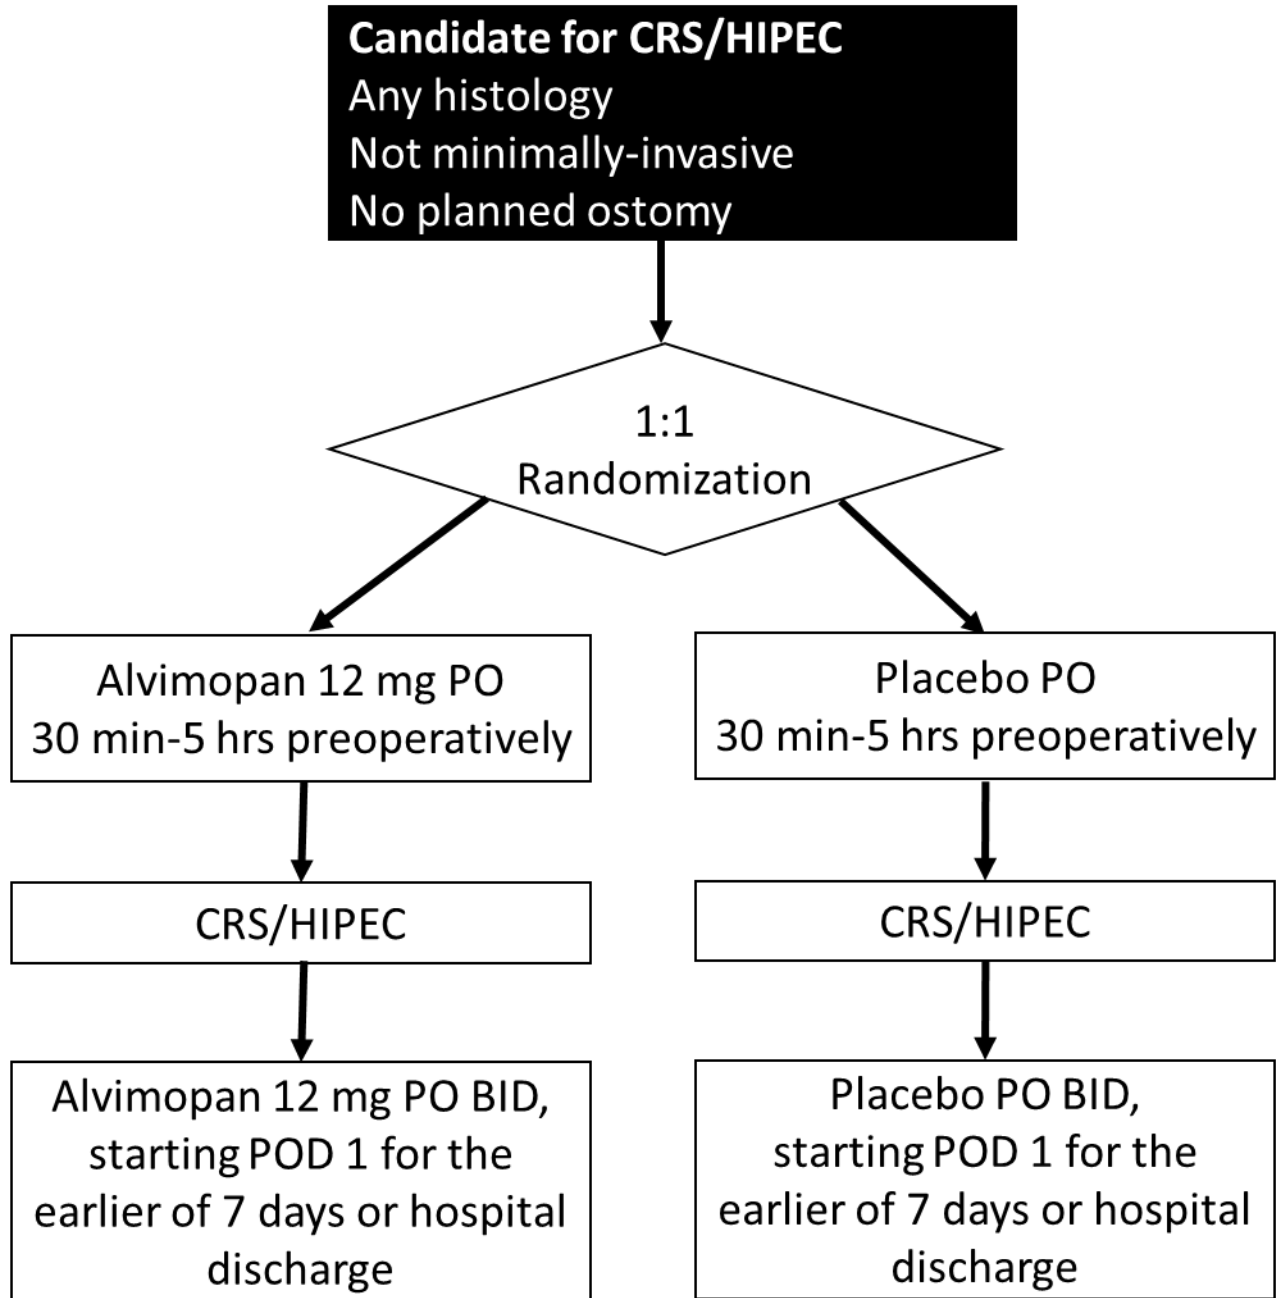 Candidate for CRS/HIPEC
Any histology
Not minimally-invasive
No planned ostomy
1:1
Randomization
Alvimopan 12 mg PO
30 min-5 hrs preoperatively
Placebo PO
30 min-5 hrs preoperatively
CRS/HIPEC
CRS/HIPEC
Alvimopan 12 mg PO BID,
starting POD 1 for the
earlier of 7 days or hospital
discharge
Placebo PO BID,
starting POD 1 for the
earlier of 7 days or hospital
discharge